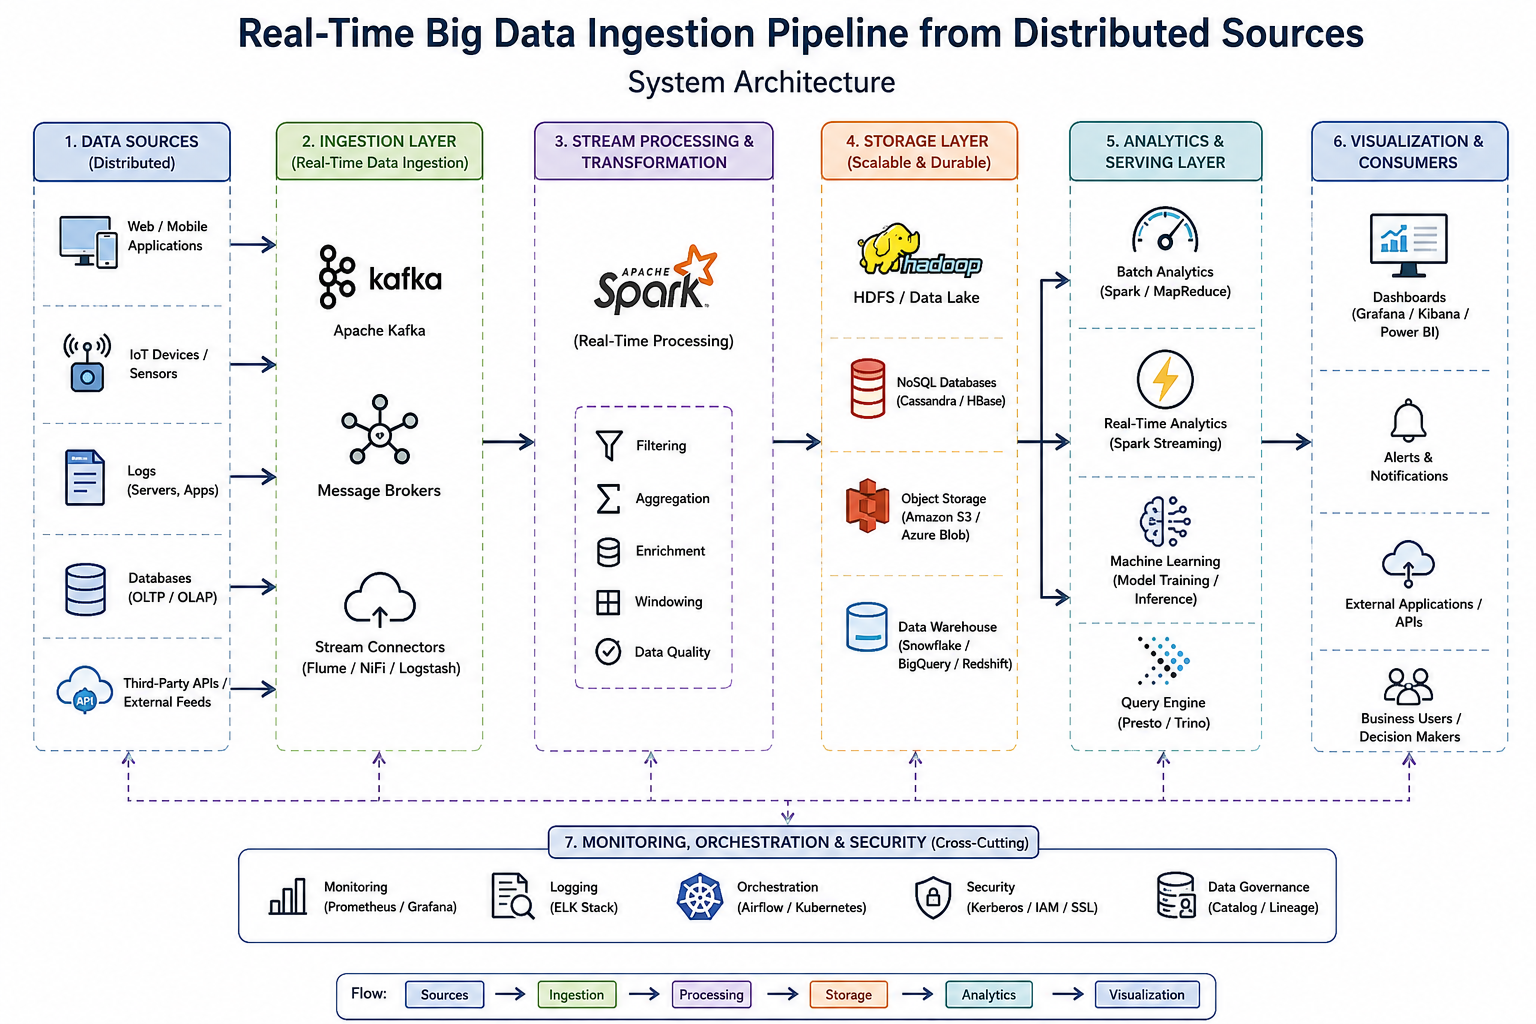 Real-Time Big Data Ingestion Pipeline from Distributed Sources
System Architecture
1. DATA SOURCES
(Distributed)
Web / Mobile
Applications
IoT Devices /
Sensors
Logs
(Servers, Apps)
Databases
(OLTP / OLAP)
API
Third-Party APIs /
External Feeds
2. INGESTION LAYER
(Real-Time Data Ingestion)
kafka
Apache Kafka
Message Brokers
Stream Connectors
(Flume / NiFi / Logstash)
3. STREAM PROCESSING &
TRANSFORMATION
APACHE
Spark
(Real-Time Processing)
Filtering
Aggregation
Enrichment
Windowing
Data Quality
4. STORAGE LAYER
(Scalable & Durable)
hadoop
HDFS / Data Lake
NoSQL Databases
(Cassandra / HBase)
Object Storage
(Amazon S3 /
Azure Blob)
Data Warehouse
(Snowflake /
BigQuery / Redshift)
5. ANALYTICS &
SERVING LAYER
Batch Analytics
(Spark / MapReduce)
Real-Time Analytics
(Spark Streaming)
Machine Learning
(Model Training /
Inference)
Query Engine
(Presto / Trino)
6. VISUALIZATION &
CONSUMERS
Dashboards
(Grafana / Kibana /
Power BI)
Alerts &
Notifications
External Applications /
APIs
Business Users /
Decision Makers
7. MONITORING, ORCHESTRATION & SECURITY (Cross-Cutting)
Monitoring
(Prometheus / Grafana)
Logging
(ELK Stack)
Orchestration
(Airflow / Kubernetes)
Security
(Kerberos / IAM / SSL)
Data Governance
(Catalog / Lineage)
Flow: Sources Ingestion Processing Storage Analytics Visualization